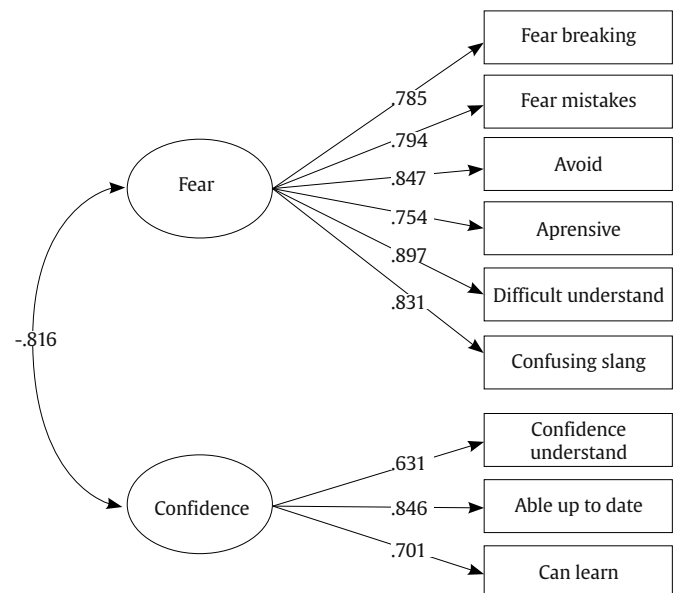 Fear breaking
.785
Fear mistakes
.794
Avoid
.847
Fear
.754
Aprensive
.897
Difficult understand
.831
Confusing slang
-.816
Confidence
understand
.631
Able up to date
.846
Confidence
.701
Can learn